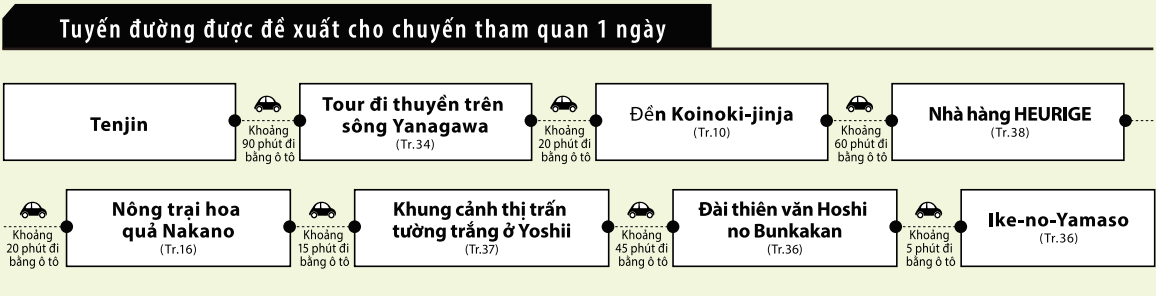 Tuyến đường được đề xuất cho chuyến tham quan 1 ngày
Tenjin
Khoảng
90 phút đi
bằng ô tô
Tour đi thuyền trên
sông Yanagawa
(Tr.34)
Khoảng
20 phút đi
bằng ô tô
Đền Koinoki-jinja
(Tr.10)
Khoảng
60 phút đi
bằng ô tô
Nhà hàng HEURIGE
(Tr.38)
Khoảng
20 phút đi
bằng ô tô
Nông trại hoa
quả Nakano
(Tr.16)
Khoảng
15 phút đi
bằng ô tô
Khung cảnh thị trấn
tường trắng ở Yoshii
(Tr.37)
Khoảng
45 phút đi
bằng ô tô
Đài thiên văn Hoshi
no Bunkakan
(Tr.36)
Khoảng
5 phút đi
bằng ô tô
Ike-no-Yamaso
(Tr.36)